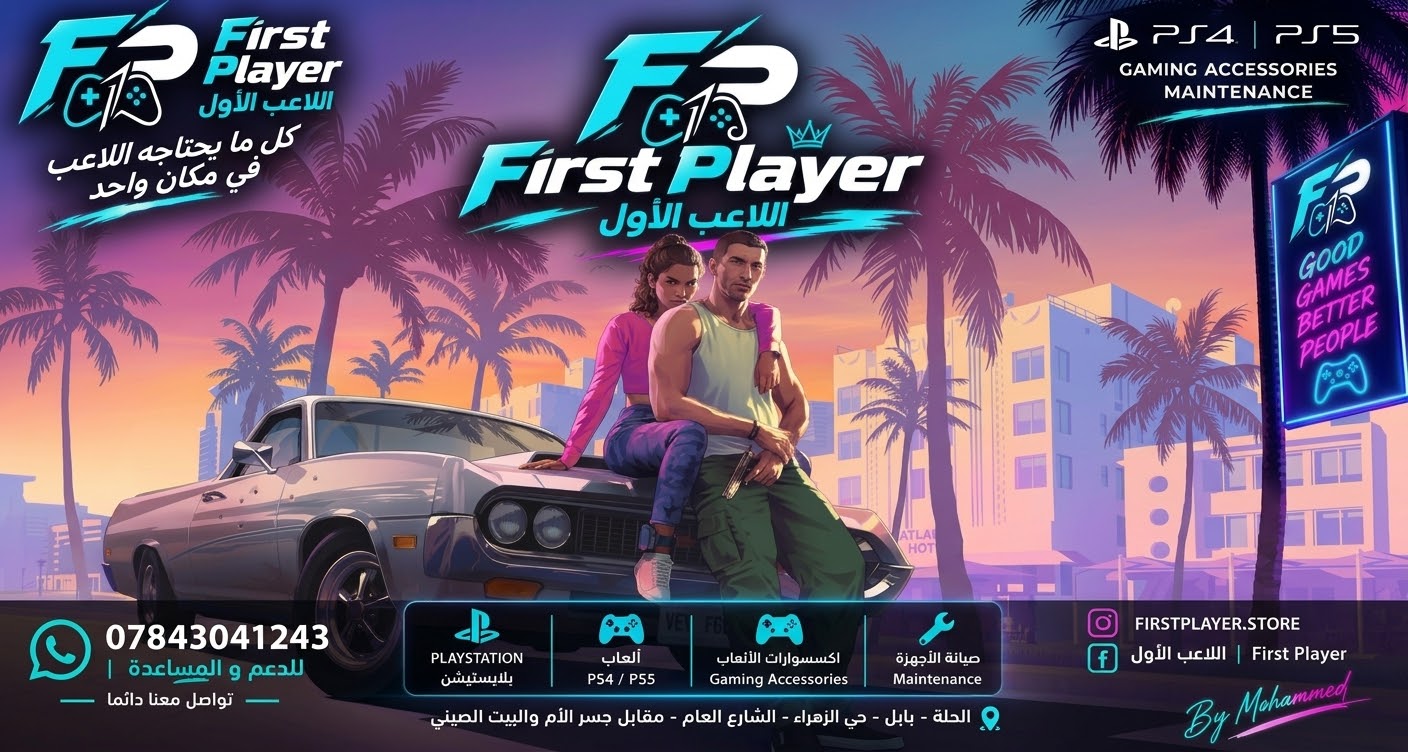 FP
First
Player
اللاعب الأول
كل ما يحتاجه اللاعب
في مكان واحد
FP
First Player
اللاعب الأول
PS4 | PS5
GAMING ACCESSORIES
MAINTENANCE
FP
GOOD
GAMES
BETTER
PEOPLE
07843041243
للدعم و المساعدة |
تواصل معنا دائما
PLAYSTATION
بلايستيشن
ألعاب
PS4 / PS5
اكسسوارات الألعاب
Gaming Accessories
صيانة الأجهزة
Maintenance
الحلة - بابل - حي الزهراء - الشارع العام - مقابل جسر الأم والبيت الصيني
FIRSTPLAYER.STORE
اللاعب الأول | First Player
By Mohammed